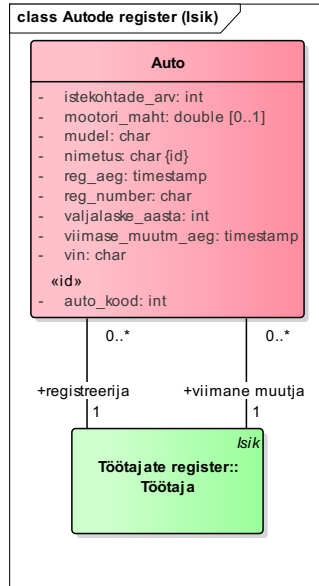 class Autode register (Isik)
Auto
- istekohtade_arv: int
- mootori_maht: double [0..1]
- mudel: char
- nimetus: char {id}
- reg_aeg: timestamp
- reg_number: char
- valjalaske_aasta: int
- viimase_muutm_aeg: timestamp
- vin: char
«id»
- auto_kood: int
0..* 0..*
+registreerija +viimane muutja
1 1
Isik
Töötajate register::
Töötaja